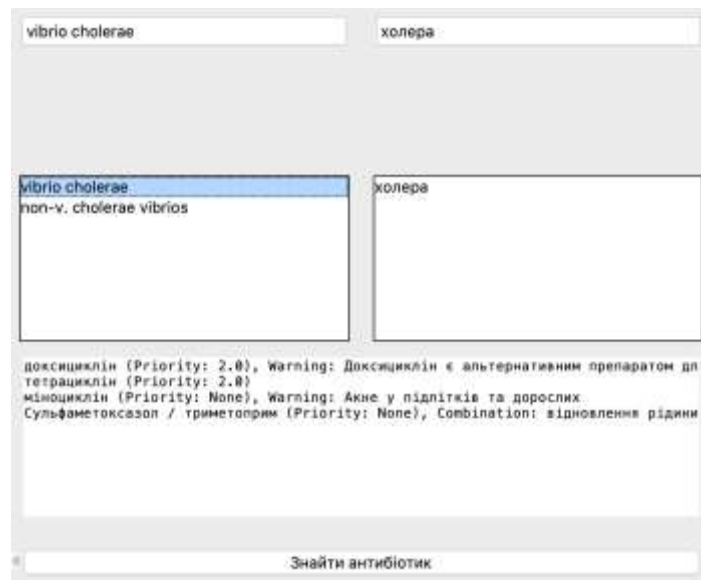 vibrio cholerae
холера
vibrio cholerae
non-v. cholerae vibrios
холера
доксициклін (Priority: 2.0), Warning: Доксициклін є альтернативним препаратом дл
тетрациклін (Priority: 2.0)
міноциклін (Priority: None), Warning: Акне у підлітків та дорослих
Сульфаметоксазол / триметоприм (Priority: None), Combination: відновлення рідини
Знайти антибіотик